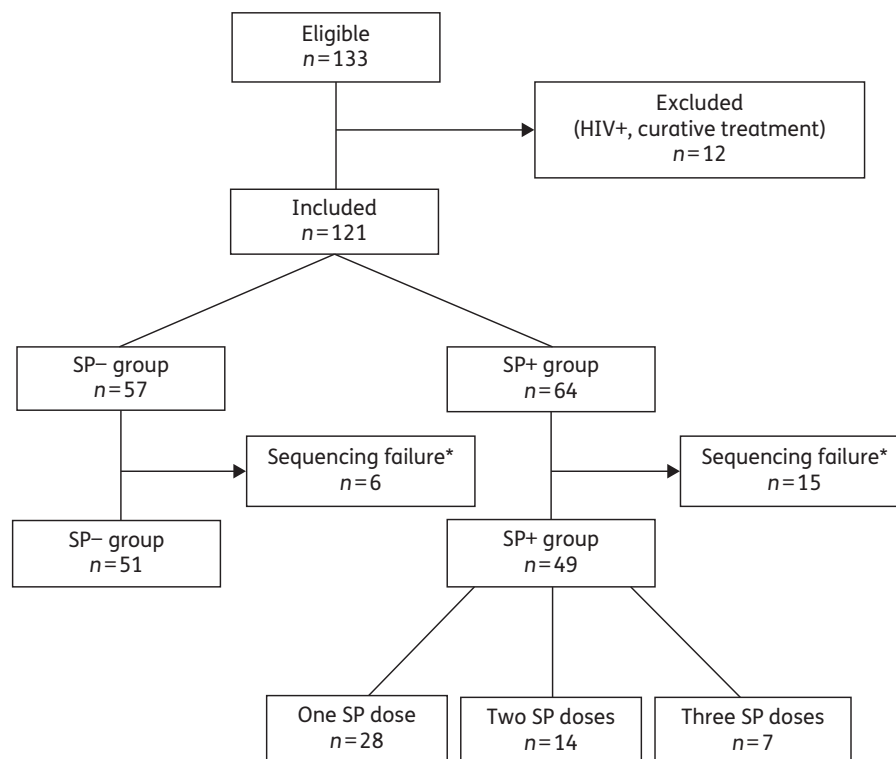 Eligible
n=133
Excluded
(HIV+, curative treatment)
n=12
Included
n=121
SP– group
n=57
SP+ group
n=64
Sequencing failure*
n=6
Sequencing failure*
n=15
SP– group
n=51
SP+ group
n=49
One SP dose
n=28
Two SP doses
n=14
Three SP doses
n=7